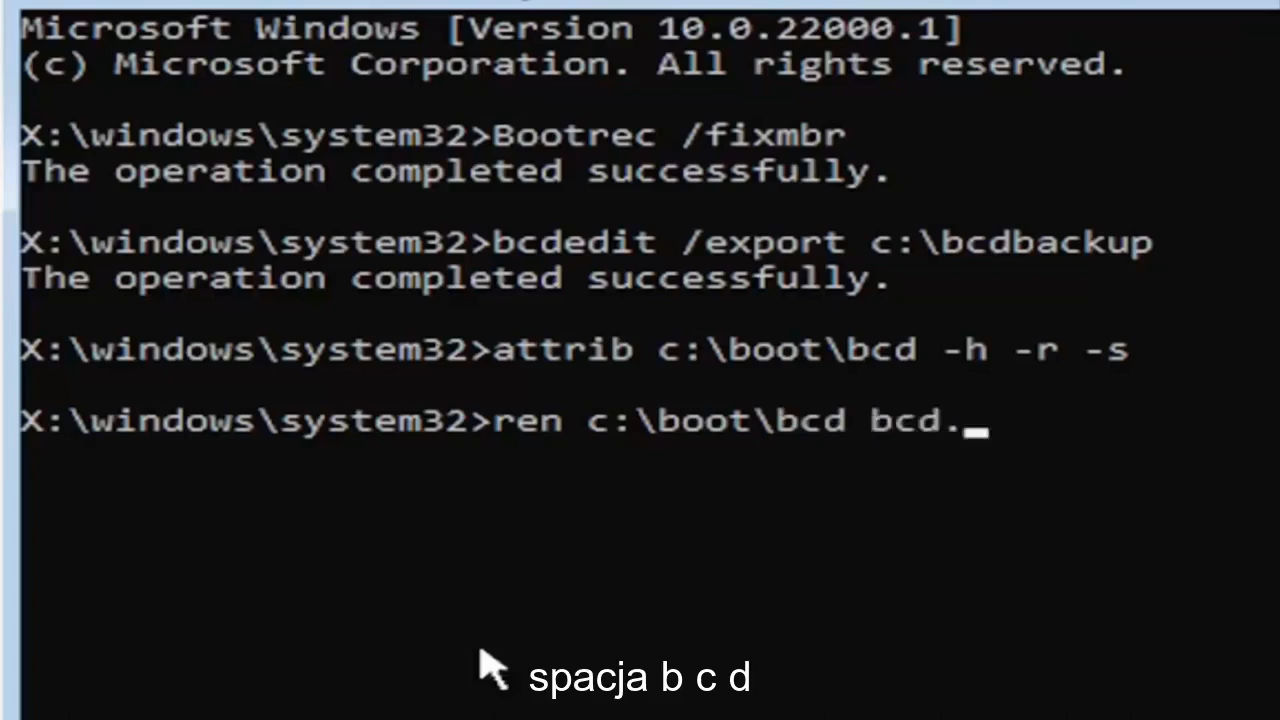 Microsoft Windows [Version 10.0.22000.1]
(c) Microsoft Corporation. All rights reserved.
X:\windows\system32>Bootrec /fixmbr
The operation completed successfully.
X:\windows\system32>bcdedit /export c:\bcdbackup
The operation completed successfully.
X:\windows\system32>attrib c:\boot\bcd -h -r -s
X:\windows\system32>ren c:\boot\bcd bcd.
spacja b c d